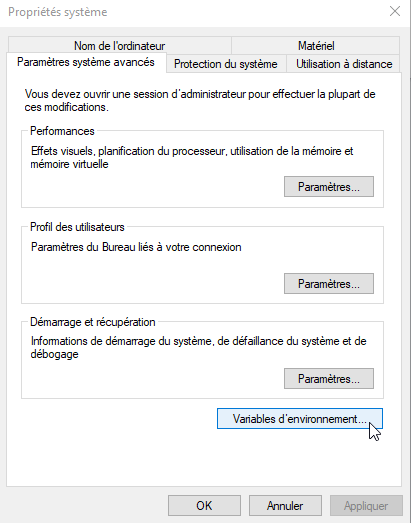 Propriétés système
Nom de l'ordinateur
Matériel
Paramètres système avancés
Protection du système
Utilisation à distance
Vous devez ouvrir une session d'administrateur pour effectuer la plupart de
ces modifications.
Performances
Effets visuels, planification du processeur, utilisation de la mémoire et
mémoire virtuelle
Paramètres...
Profil des utilisateurs
Paramètres du Bureau liés à votre connexion
Paramètres...
Démarrage et récupération
Informations de démarrage du système, de défaillance du système et de
débogage
Paramètres...
Variables d'environnement...
OK
Annuler
Appliquer